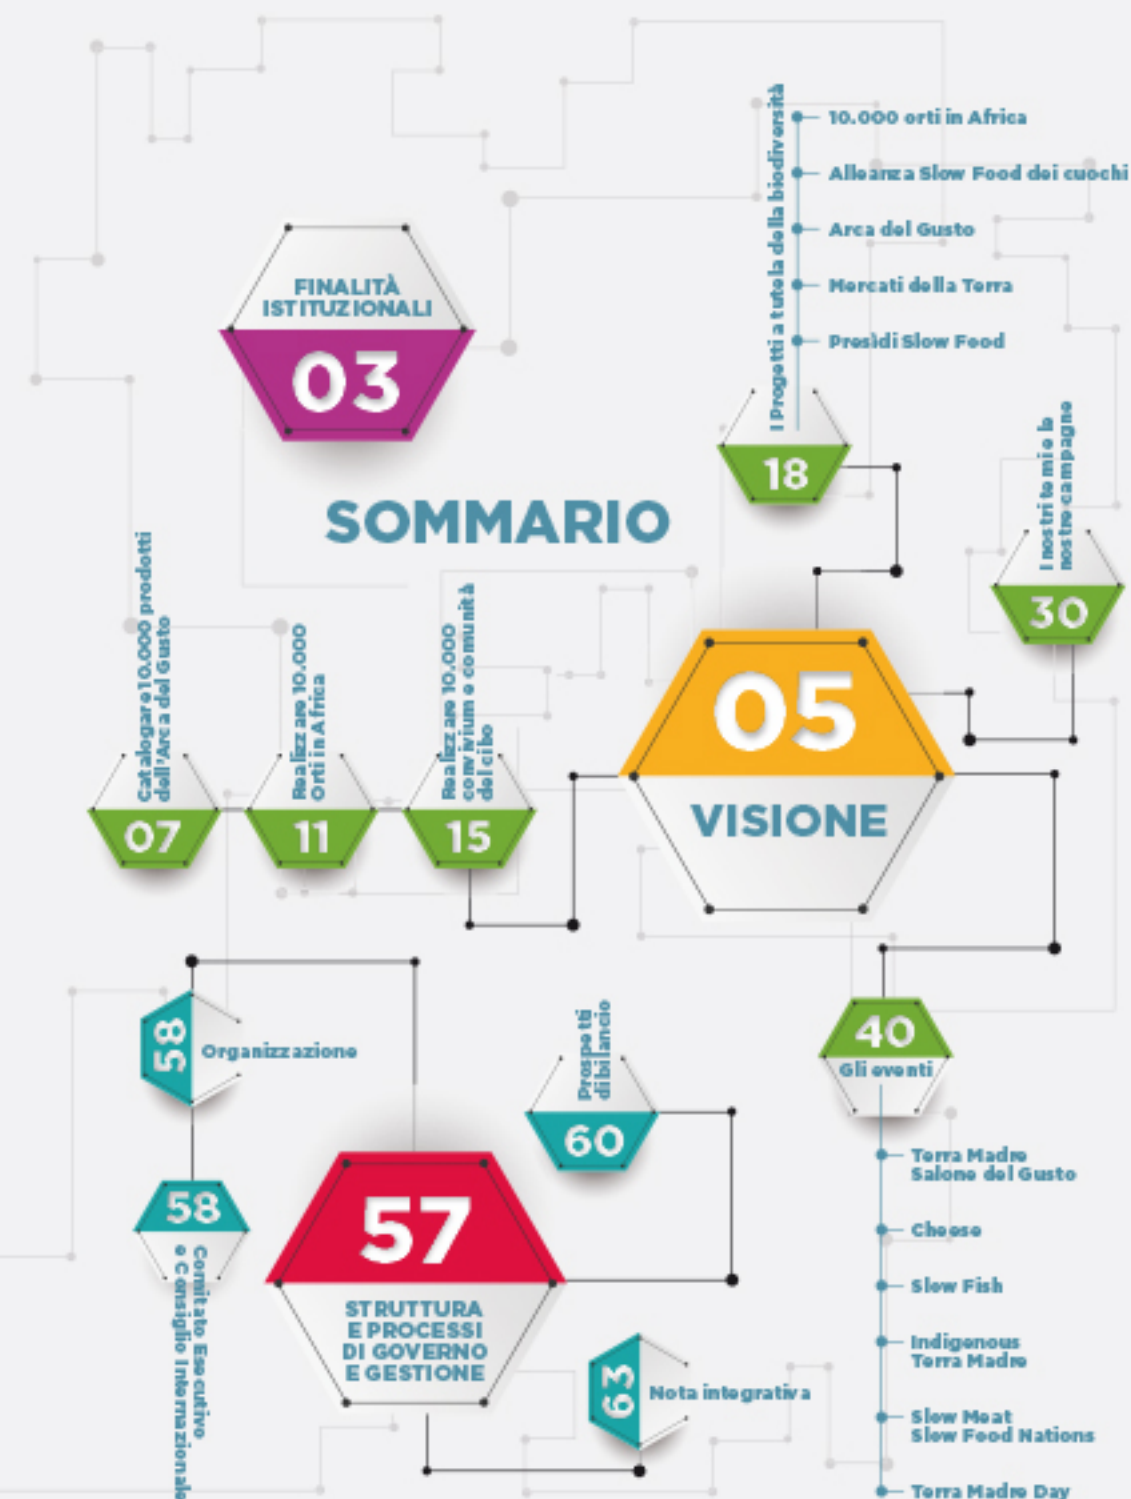 FINALITÀ
ISTITUZIONALI
03
SOMMARIO
I Progetti a tutela della biodiversità
10.000 orti in Africa
Alleanza Slow Food dei cuochi
Arca del Gusto
Mercati della Terra
Presìdi Slow Food
18
I nostri temi e le
nostre campagne
30
05
VISIONE
Catalogare 10.000 prodotti
dell'Arca del Gusto
07
Realizzare 10.000
Orti in Africa
11
Realizzare 10.000
convivium e comunità
del cibo
15
58
Organizzazione
58
Comitato Esecutivo
e Consiglio Internazionale
Prospetti
di bilancio
60
57
STRUTTURA
E PROCESSI
DI GOVERNO
E GESTIONE
63
Nota integrativa
40
Gli eventi
Terra Madre
Salone del Gusto
Cheese
Slow Fish
Indigenous
Terra Madre
Slow Meat
Slow Food Nations
Terra Madre Day